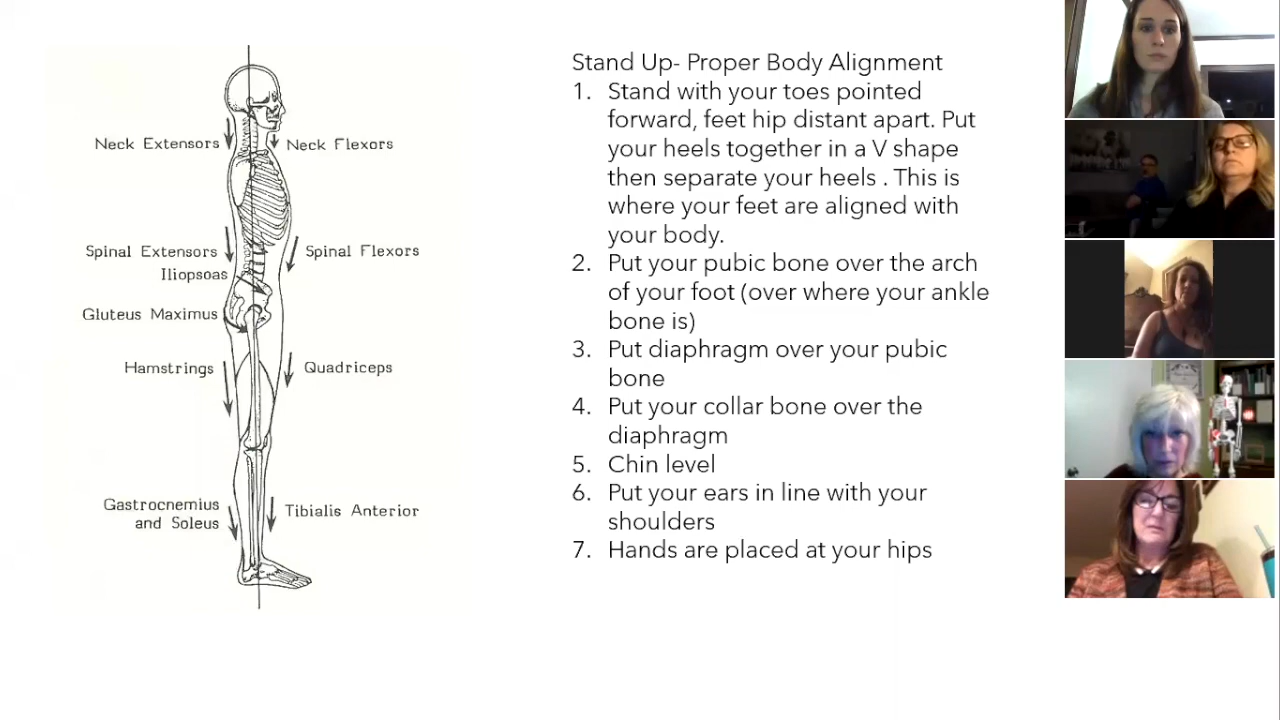 Neck Extensors
Neck Flexors
Spinal Extensors
Spinal Flexors
Iliopsoas
Gluteus Maximus
Hamstrings
Quadriceps
Gastrocnemius
and Soleus
Tibialis Anterior
Stand Up- Proper Body Alignment
1. Stand with your toes pointed
forward, feet hip distant apart. Put
your heels together in a V shape
then separate your heels . This is
where your feet are aligned with
your body.
2. Put your pubic bone over the arch
of your foot (over where your ankle
bone is)
3. Put diaphragm over your pubic
bone
4. Put your collar bone over the
diaphragm
5. Chin level
6. Put your ears in line with your
shoulders
7. Hands are placed at your hips